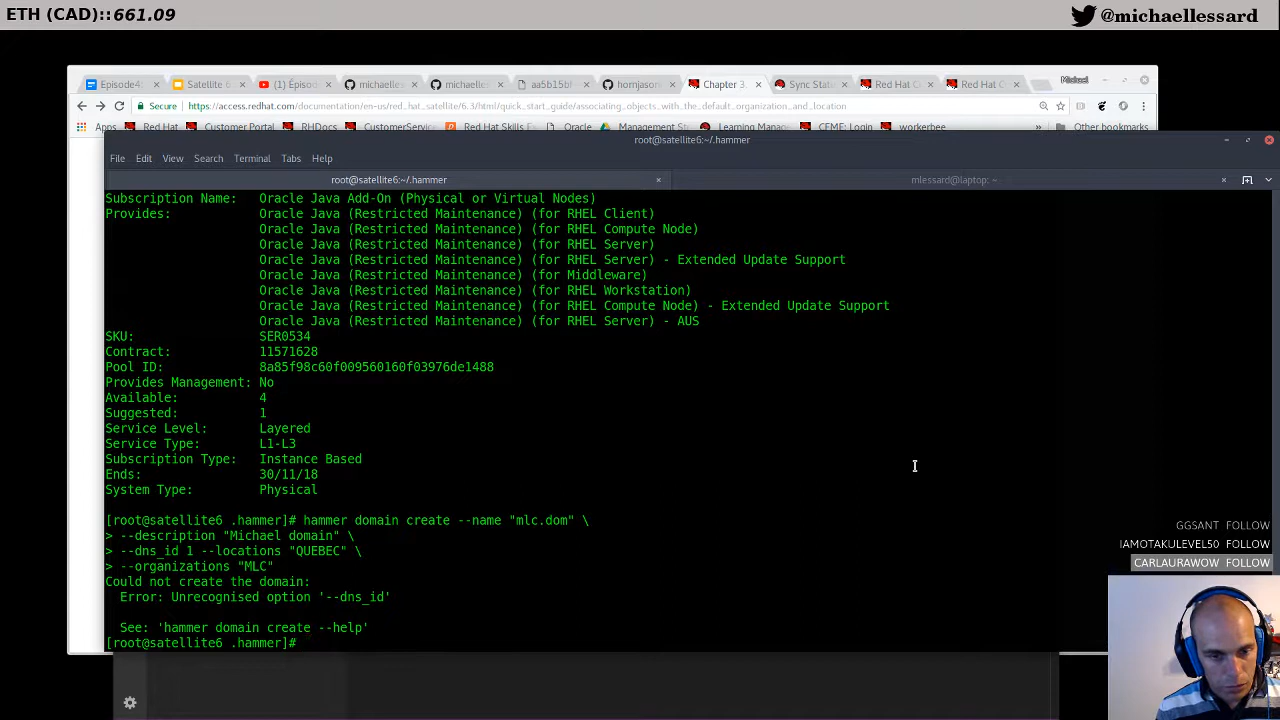 ETH (CAD)::661.09
@michaellessard
Episode4
Satellite 6
(1) Episod
michaelle
michaelle
aa5b15b
hornjason
Chapter 3.
Sync Stat
Red Hat C
Red Hat C
Michael
Secure https://access.redhat.com/documentation/en-us/red_hat_satellite/6.3/html/quick_start_guide/associating_objects_with_the_default_organization_and_location
Apps Red Hat Customer Portal RHDocs CustomerService Red Hat Skills E Oracle Management Learning Mana CFME: Login workerbee » Other bookmarks
root@satellite6:~/.hammer
File Edit View Search Terminal Tabs Help
root@satellite6:~/.hammer
mlessard@laptop: ~
Subscription Name: Oracle Java Add-On (Physical or Virtual Nodes)
Provides: Oracle Java (Restricted Maintenance) (for RHEL Client)
Oracle Java (Restricted Maintenance) (for RHEL Compute Node)
Oracle Java (Restricted Maintenance) (for RHEL Server)
Oracle Java (Restricted Maintenance) (for RHEL Server) - Extended Update Support
Oracle Java (Restricted Maintenance) (for Middleware)
Oracle Java (Restricted Maintenance) (for RHEL Workstation)
Oracle Java (Restricted Maintenance) (for RHEL Compute Node) - Extended Update Support
Oracle Java (Restricted Maintenance) (for RHEL Server) - AUS
SKU: SER0534
Contract: 11571628
Pool ID: 8a85f98c60f009560160f03976de1488
Provides Management: No
Available: 4
Suggested: 1
Service Level: Layered
Service Type: L1-L3
Subscription Type: Instance Based
Ends: 30/11/18
System Type: Physical
[root@satellite6 .hammer]# hammer domain create --name "mlc.dom" \
> --description "Michael domain" \
> --dns_id 1 --locations "QUEBEC" \
> --organizations "MLC"
Could not create the domain:
Error: Unrecognised option '--dns_id'
See: 'hammer domain create --help'
[root@satellite6 .hammer]#
GGSANT FOLLOW
IAMOTAKULEVEL50 FOLLOW
CARLAURAWOW FOLLOW